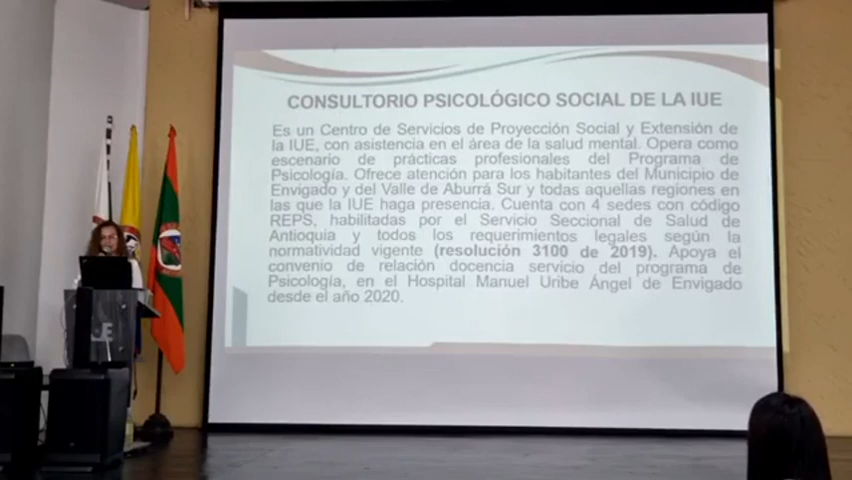 CONSULTORIO PSICOLÓGICO SOCIAL DE LA IUE
Es un Centro de Servicios de Proyección Social y Extensión de
la IUE, con asistencia en el área de la salud mental. Opera como
escenario de prácticas profesionales del Programa de
Psicología. Ofrece atención para los habitantes del Municipio de
Envigado y del Valle de Aburrá Sur y todas aquellas regiones en
las que la IUE haga presencia. Cuenta con 4 sedes con código
REPS, habilitadas por el Servicio Seccional de Salud de
Antioquia y todos los requerimientos legales según la
normatividad vigente (resolución 3100 de 2019). Apoya el
convenio de relación docencia servicio del programa de
Psicología, en el Hospital Manuel Uribe Ángel de Envigado
desde el año 2020.